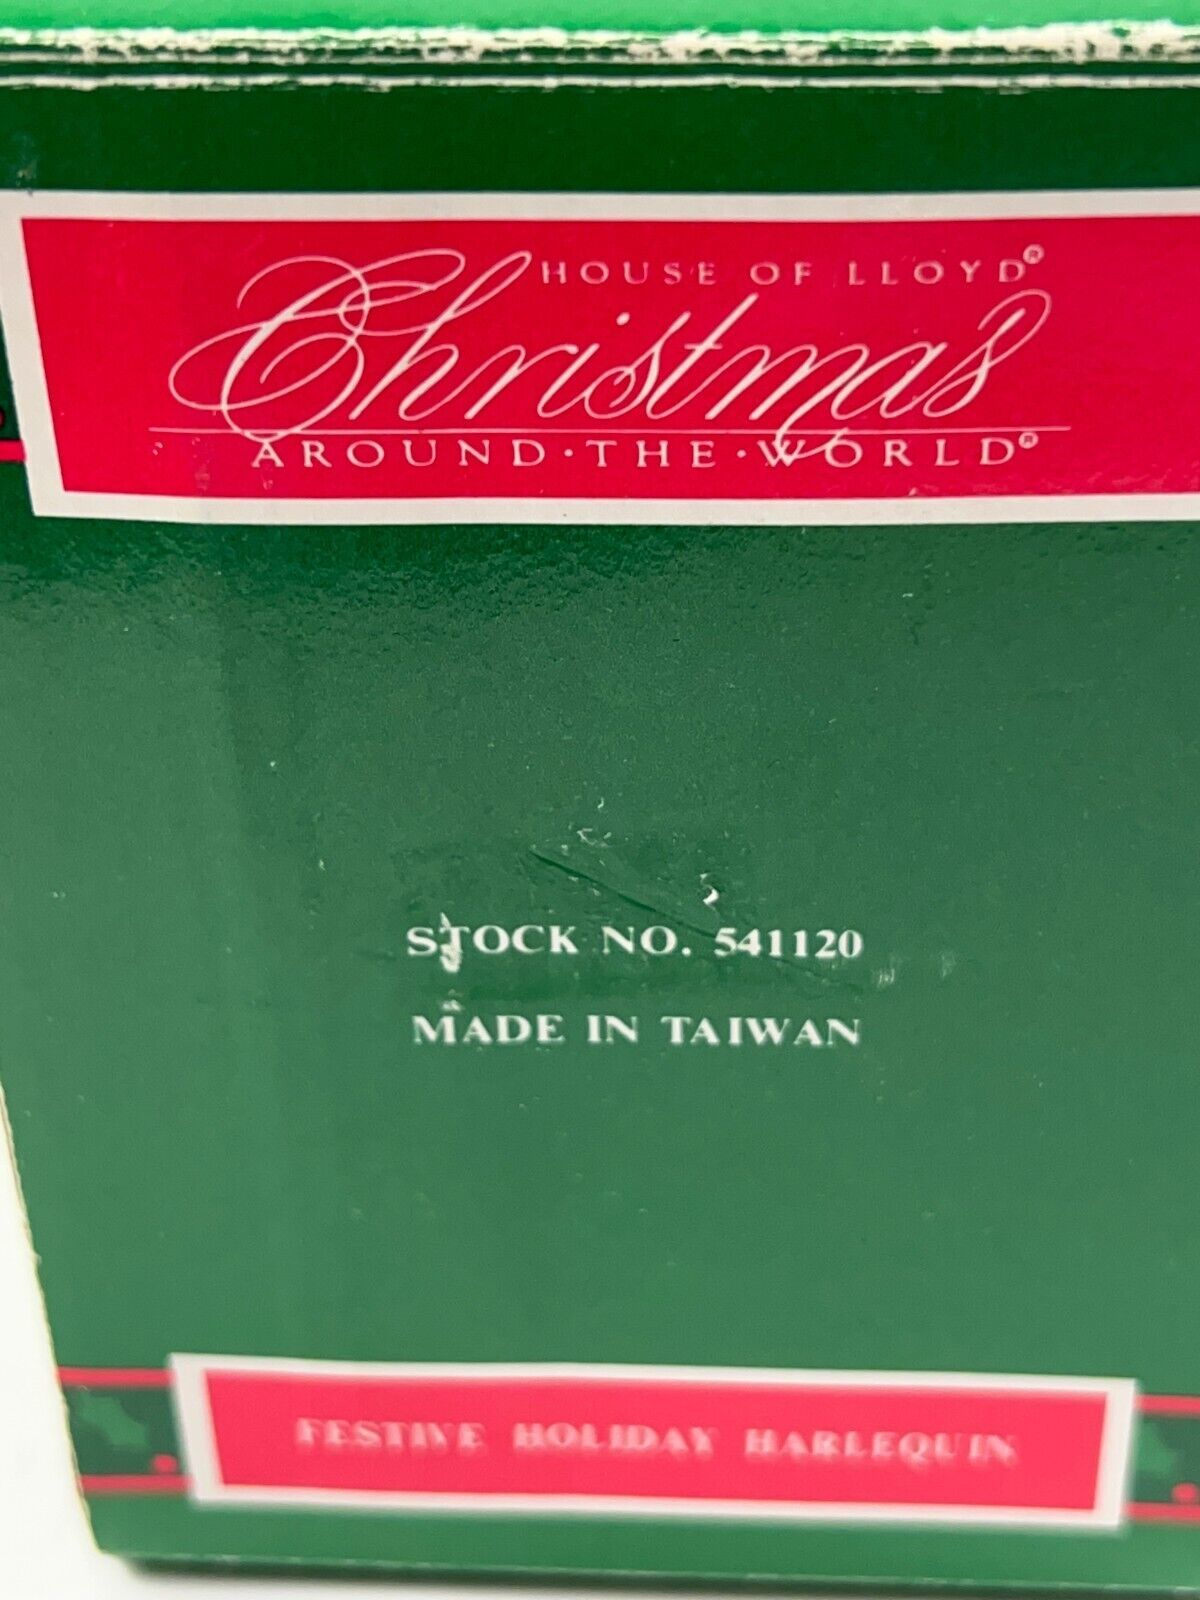 HOUSE OF LLOYD®
Christmas
AROUND·THE·WORLD®
STOCK NO. 541120
MADE IN TAIWAN
FESTIVE HOLIDAY HARLEQUIN